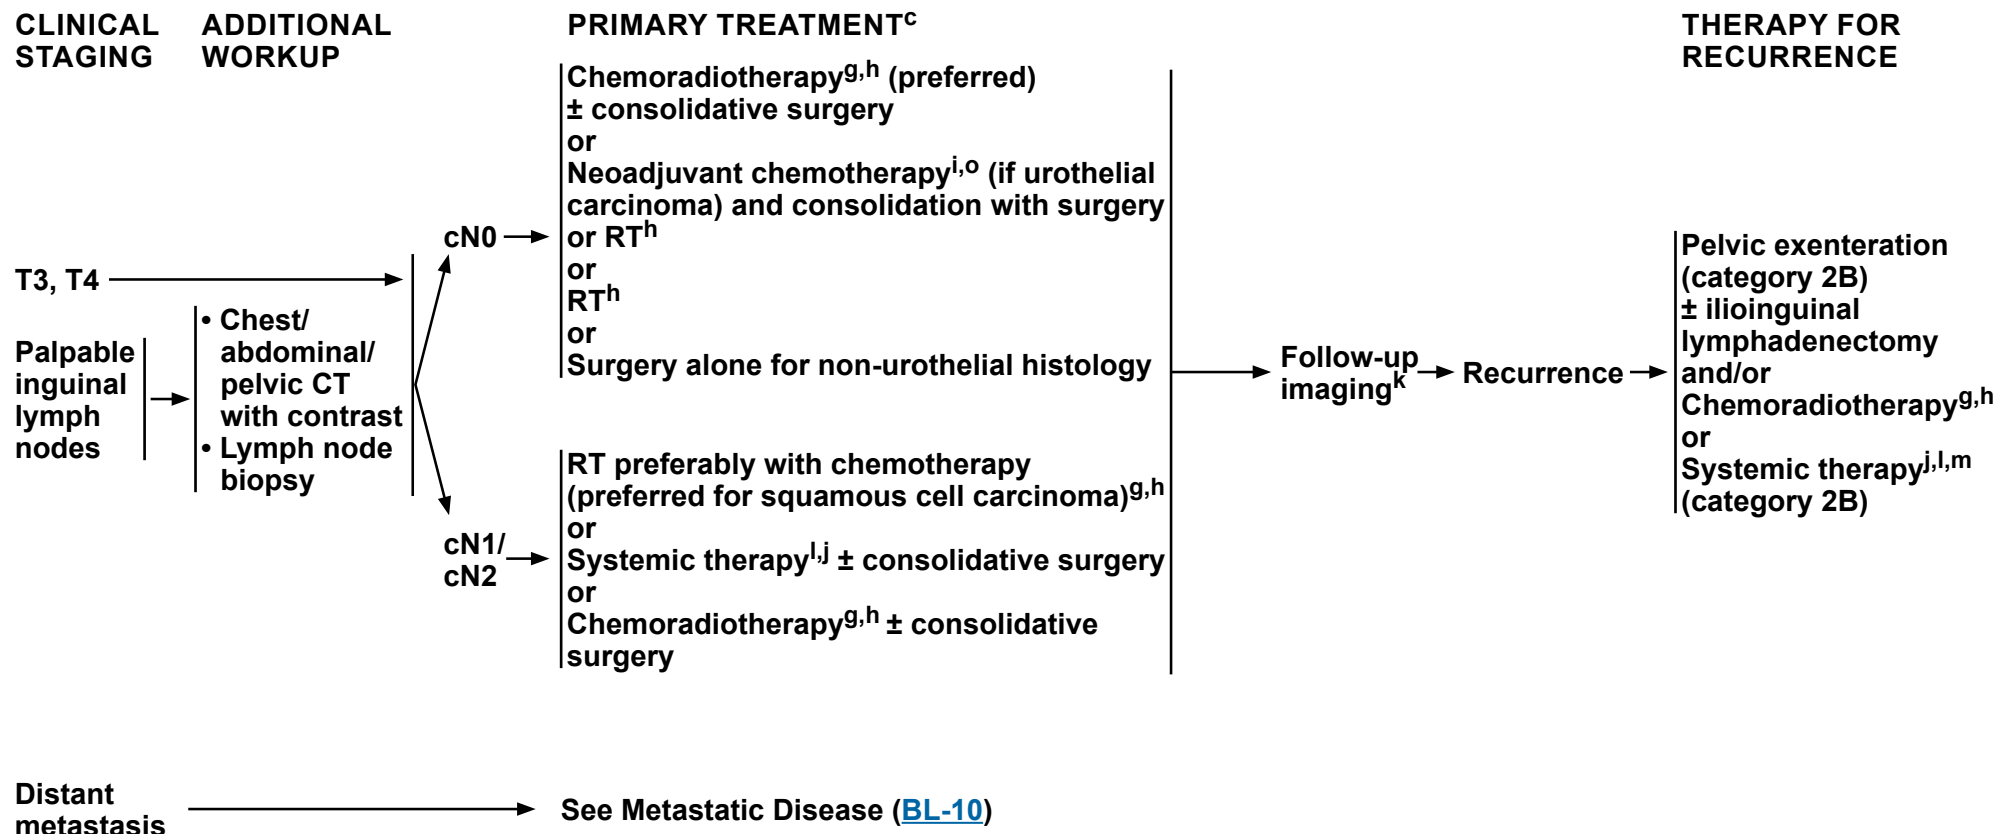 CLINICAL
STAGING
ADDITIONAL
WORKUP
PRIMARY TREATMENTc
THERAPY FOR
RECURRENCE
T3, T4
Palpable
inguinal
lymph
nodes
• Chest/
abdominal/
pelvic CT
with contrast
• Lymph node
biopsy
cN0
Chemoradiotherapyg,h (preferred)
± consolidative surgery
or
Neoadjuvant chemotherapyi,o (if urothelial
carcinoma) and consolidation with surgery
or RTh
or
RTh
or
Surgery alone for non-urothelial histology
cN1/
cN2
RT preferably with chemotherapy
(preferred for squamous cell carcinoma)g,h
or
Systemic therapyl,j ± consolidative surgery
or
Chemoradiotherapyg,h ± consolidative
surgery
Follow-up
imagingk
Recurrence
Pelvic exenteration
(category 2B)
± ilioinguinal
lymphadenectomy
and/or
Chemoradiotherapyg,h
or
Systemic therapyj,l,m
(category 2B)
Distant
metastasis
See Metastatic Disease (BL-10)